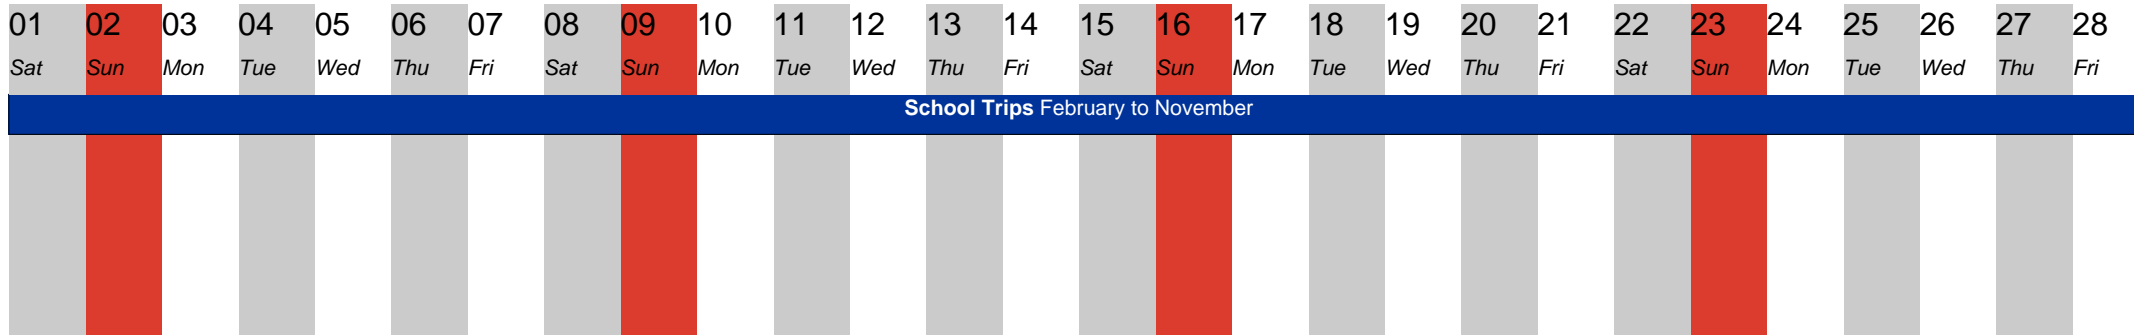 01 02 03 04 05 06 07 08 09 10 11 12 13 14 15 16 17 18 19 20 21 22 23 24 25 26 27 28
Sat Sun Mon Tue Wed Thu Fri Sat Sun Mon Tue Wed Thu Fri Sat Sun Mon Tue Wed Thu Fri Sat Sun Mon Tue Wed Thu Fri
School Trips February to November